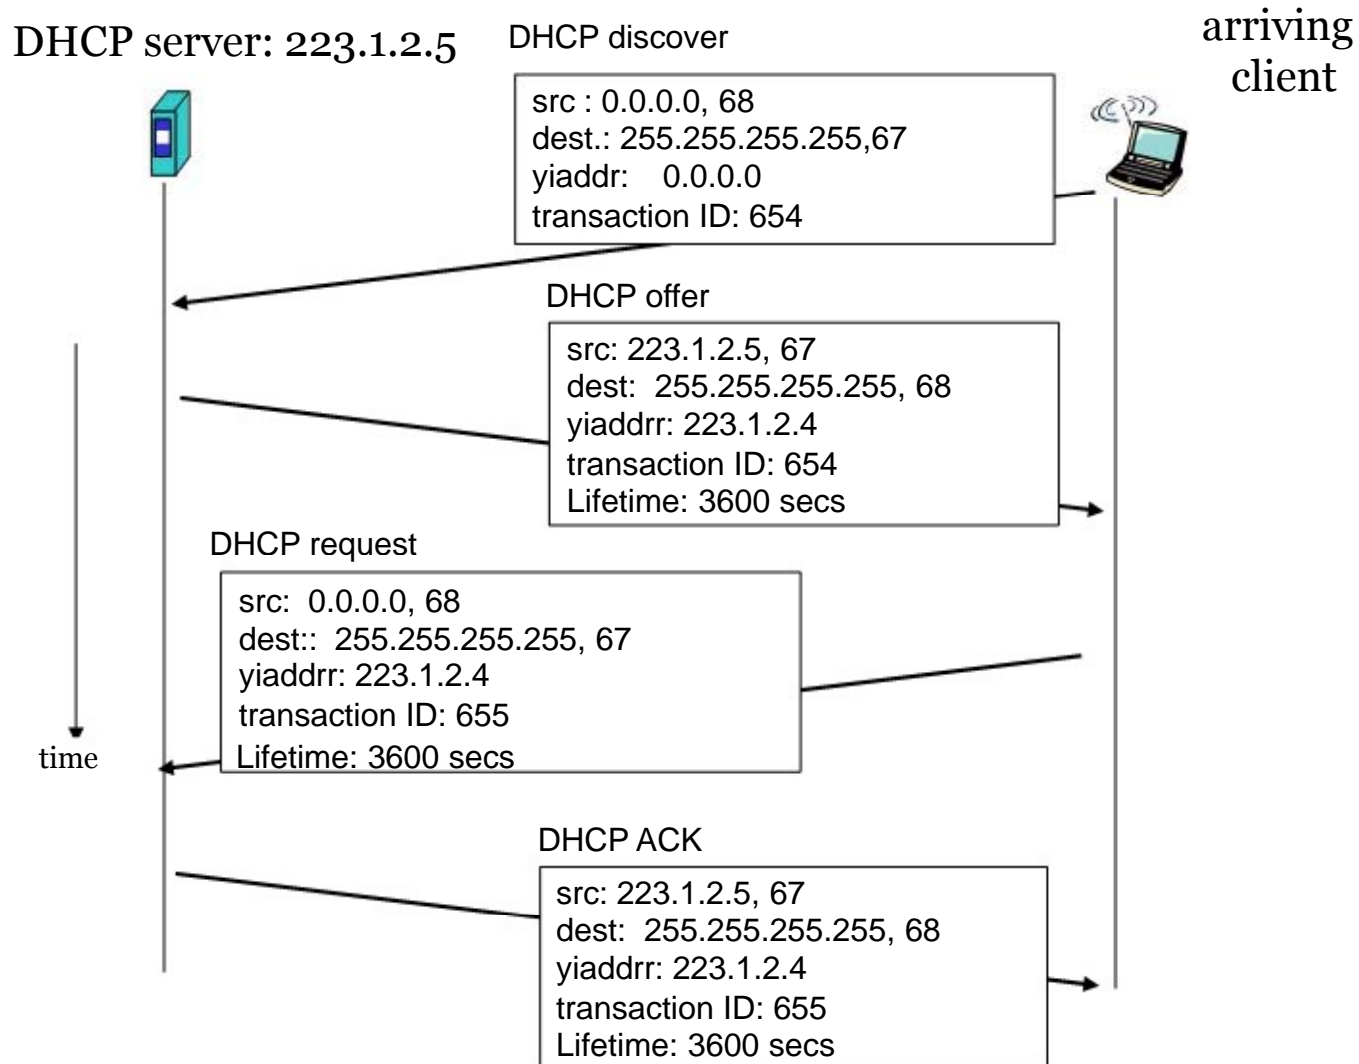 DHCP server: 223.1.2.5
DHCP discover
arriving
client
src : 0.0.0.0, 68
dest.: 255.255.255.255,67
yiaddr:    0.0.0.0
transaction ID: 654
DHCP offer
src: 223.1.2.5, 67
dest:  255.255.255.255, 68
yiaddrr: 223.1.2.4
transaction ID: 654
Lifetime: 3600 secs
DHCP request
src:  0.0.0.0, 68
dest::  255.255.255.255, 67
yiaddrr: 223.1.2.4
transaction ID: 655
Lifetime: 3600 secs
time
DHCP ACK
src: 223.1.2.5, 67
dest:  255.255.255.255, 68
yiaddrr: 223.1.2.4
transaction ID: 655
Lifetime: 3600 secs